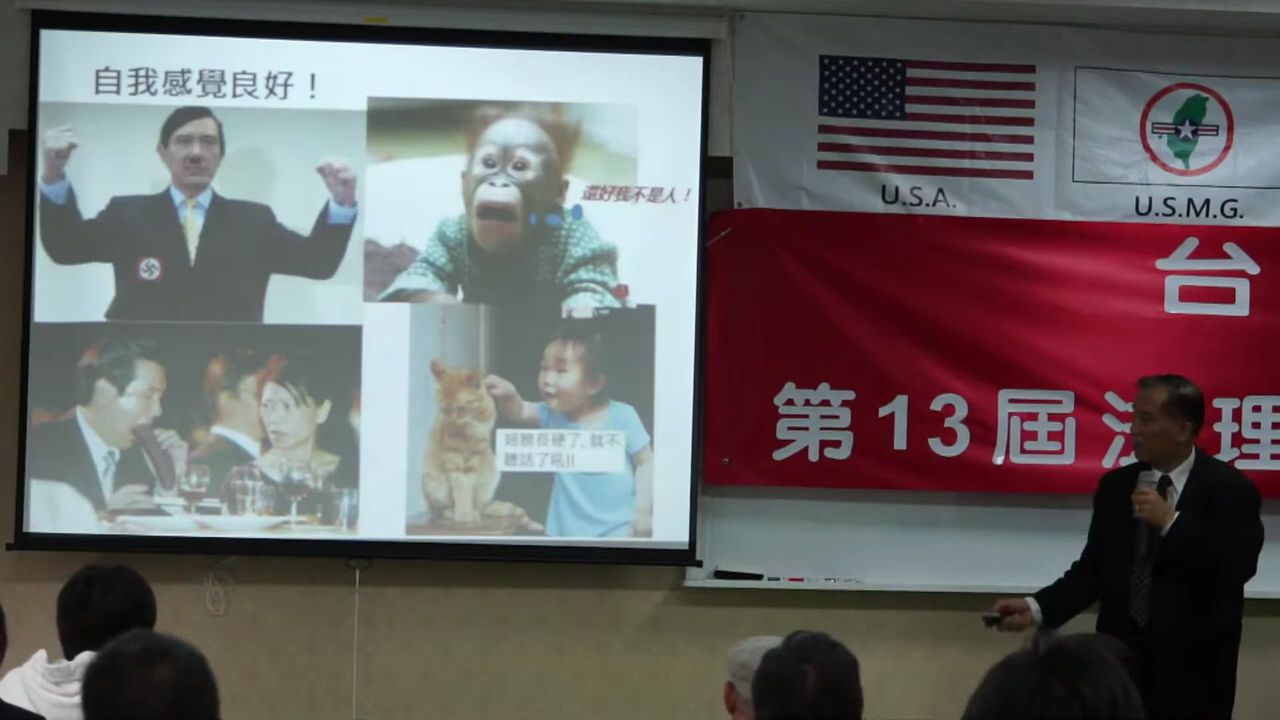 自我感覺良好！
還好我不是人！
翅膀長硬了, 就不
聽話了吼!!
U.S.A.
U.S.M.G.
台
第13屆法理